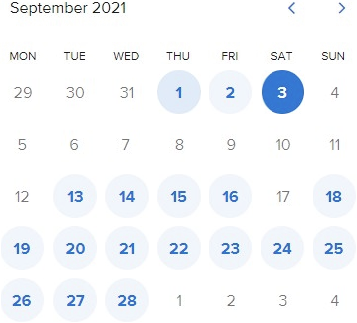 September 2021
MON TUE WED THU FRI SAT SUN
29 30 31 1 2 3 4
5 6 7 8 9 10 11
12 13 14 15 16 17 18
19 20 21 22 23 24 25
26 27 28 1 2 3 4